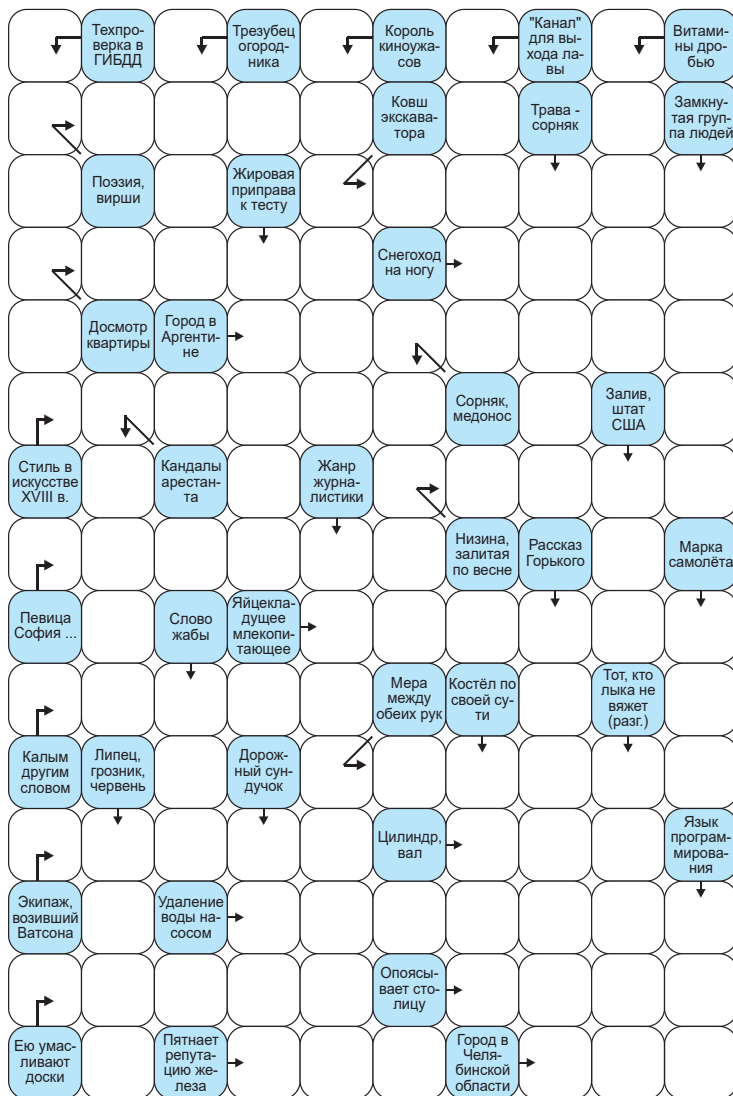 Техпро-
верка в
ГИБДД
Трезубец
огород-
ника
Король
киноужа-
сов
"Канал"
для вы-
хода ла-
вы
Витами-
ны дро-
бью
Ковш
экскава-
тора
Трава -
сорняк
Замкну-
тая груп-
па людей
Поэзия,
вирши
Жировая
приправа
к тесту
Снегоход
на ногу
Досмотр
квартиры
Город в
Аргенти-
не
Сорняк,
медонос
Залив,
штат
США
Стиль в
искусстве
XVIII в.
Кандалы
арестан-
та
Жанр
журна-
листики
Низина,
залитая
по весне
Рассказ
Горького
Марка
самолёта
Певица
София ...
Слово
жабы
Яйцекла-
дущее
млекопи-
тающее
Мера
между
обеих рук
Костёл по
своей су-
ти
Тот, кто
лыка не
вяжет
(разг.)
Калым
другим
словом
Липец,
грозник,
червень
Дорож-
ный сун-
дучок
Цилиндр,
вал
Язык
програм-
мирова-
ния
Экипаж,
возивший
Ватсона
Удаление
воды на-
сосом
Опоясы-
вает сто-
лицу
Ею умас-
ливают
доски
Пятнает
репута-
цию же-
леза
Город в
Челя-
бинской
области